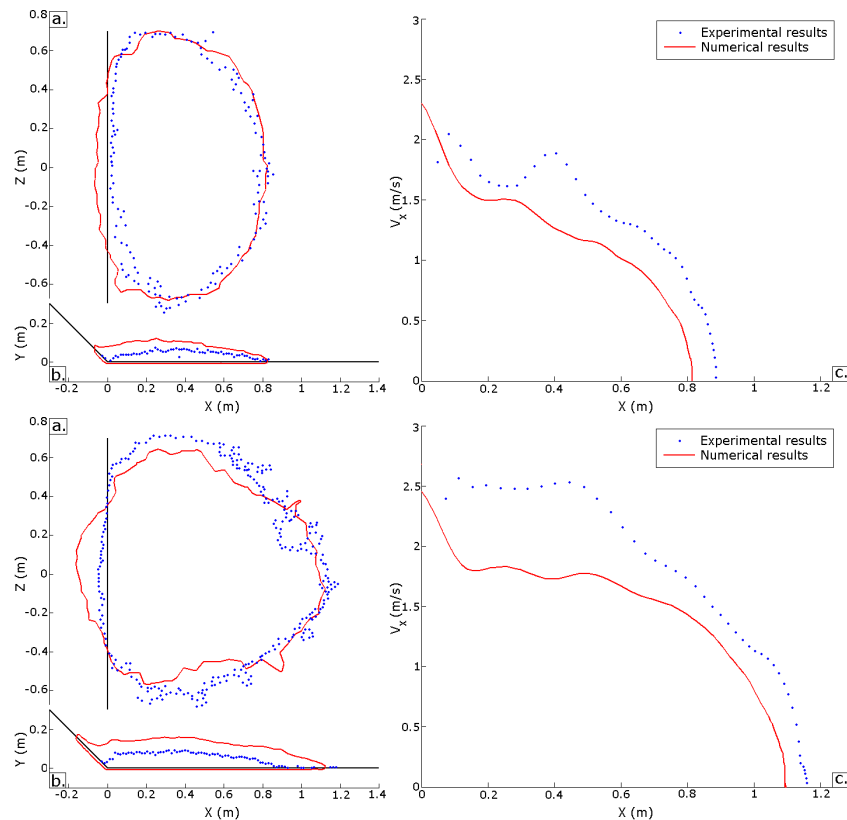 a.
0.8
0.6
0.4
0.2
0
-0.2
-0.4
-0.6
Z (m)
0.2
0
Y (m)
b.
-0.2 0 0.2 0.4 0.6 0.8 1 1.2 1.4
X (m)
3
2.5
2
1.5
1
0.5
0
Vx (m/s)
Experimental results
Numerical results
0 0.2 0.4 0.6 0.8 1 1.2
X (m)
c.
a.
0.8
0.6
0.4
0.2
0
-0.2
-0.4
-0.6
Z (m)
0.2
0
Y (m)
b.
-0.2 0 0.2 0.4 0.6 0.8 1 1.2 1.4
X (m)
3
2.5
2
1.5
1
0.5
0
Vx (m/s)
Experimental results
Numerical results
0 0.2 0.4 0.6 0.8 1 1.2
X (m)
c.